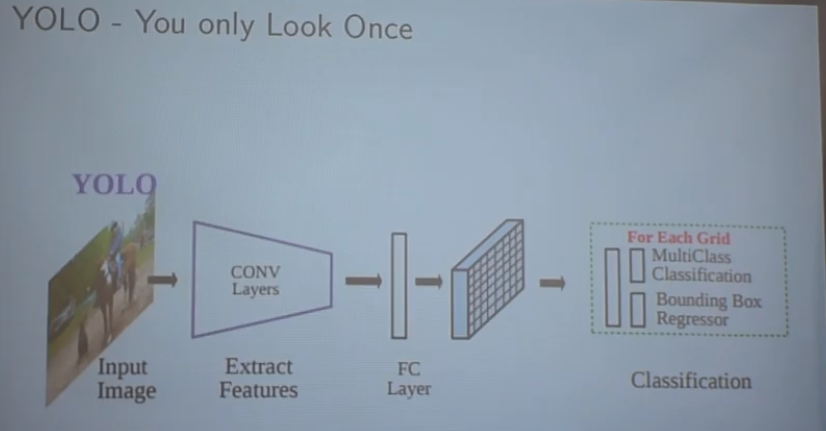 YOLO - You only Look Once
YOLO
Input
Image
CONV
Layers
Extract
Features
FC
Layer
For Each Grid
MultiClass
Classification
Bounding Box
Regressor
Classification